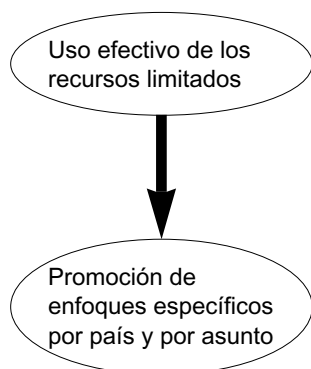 Uso efectivo de los
recursos limitados
Promoción de
enfoques específicos
por país y por asunto